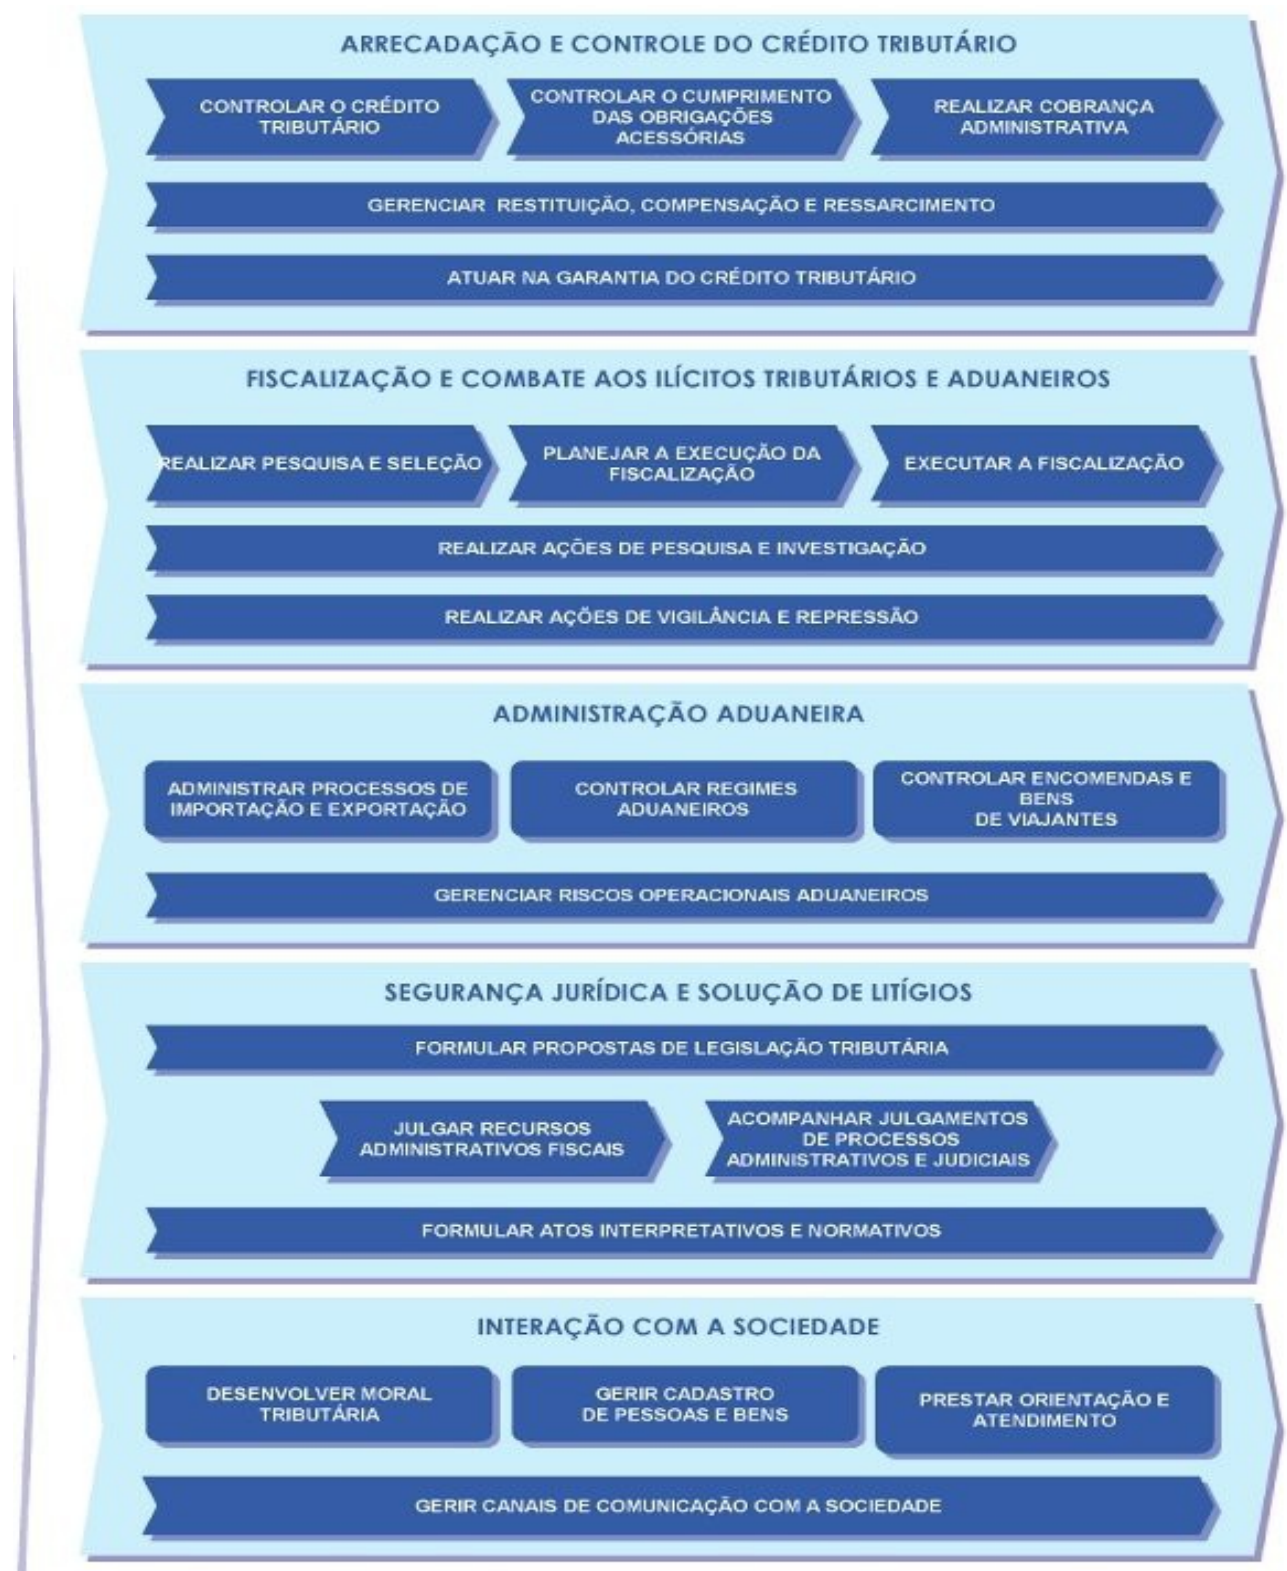 ARRECADAÇÃO E CONTROLE DO CRÉDITO TRIBUTÁRIO
CONTROLAR O CRÉDITO
TRIBUTÁRIO
CONTROLAR O CUMPRIMENTO
DAS OBRIGAÇÕES
ACESSÓRIAS
REALIZAR COBRANÇA
ADMINISTRATIVA
GERENCIAR RESTITUIÇÃO, COMPENSAÇÃO E RESSARCIMENTO
ATUAR NA GARANTIA DO CRÉDITO TRIBUTÁRIO
FISCALIZAÇÃO E COMBATE AOS ILÍCITOS TRIBUTÁRIOS E ADUANEIROS
REALIZAR PESQUISA E SELEÇÃO
PLANEJAR A EXECUÇÃO DA
FISCALIZAÇÃO
EXECUTAR A FISCALIZAÇÃO
REALIZAR AÇÕES DE PESQUISA E INVESTIGAÇÃO
REALIZAR AÇÕES DE VIGILÂNCIA E REPRESSÃO
ADMINISTRAÇÃO ADUANEIRA
ADMINISTRAR PROCESSOS DE
IMPORTAÇÃO E EXPORTAÇÃO
CONTROLAR REGIMES
ADUANEIROS
CONTROLAR ENCOMENDAS E
BENS
DE VIAJANTES
GERENCIAR RISCOS OPERACIONAIS ADUANEIROS
SEGURANÇA JURÍDICA E SOLUÇÃO DE LITÍGIOS
FORMULAR PROPOSTAS DE LEGISLAÇÃO TRIBUTÁRIA
JULGAR RECURSOS
ADMINISTRATIVOS FISCAIS
ACOMPANHAR JULGAMENTOS
DE PROCESSOS
ADMINISTRATIVOS E JUDICIAIS
FORMULAR ATOS INTERPRETATIVOS E NORMATIVOS
INTERAÇÃO COM A SOCIEDADE
DESENVOLVER MORAL
TRIBUTÁRIA
GERIR CADASTRO
DE PESSOAS E BENS
PRESTAR ORIENTAÇÃO E
ATENDIMENTO
GERIR CANAIS DE COMUNICAÇÃO COM A SOCIEDADE